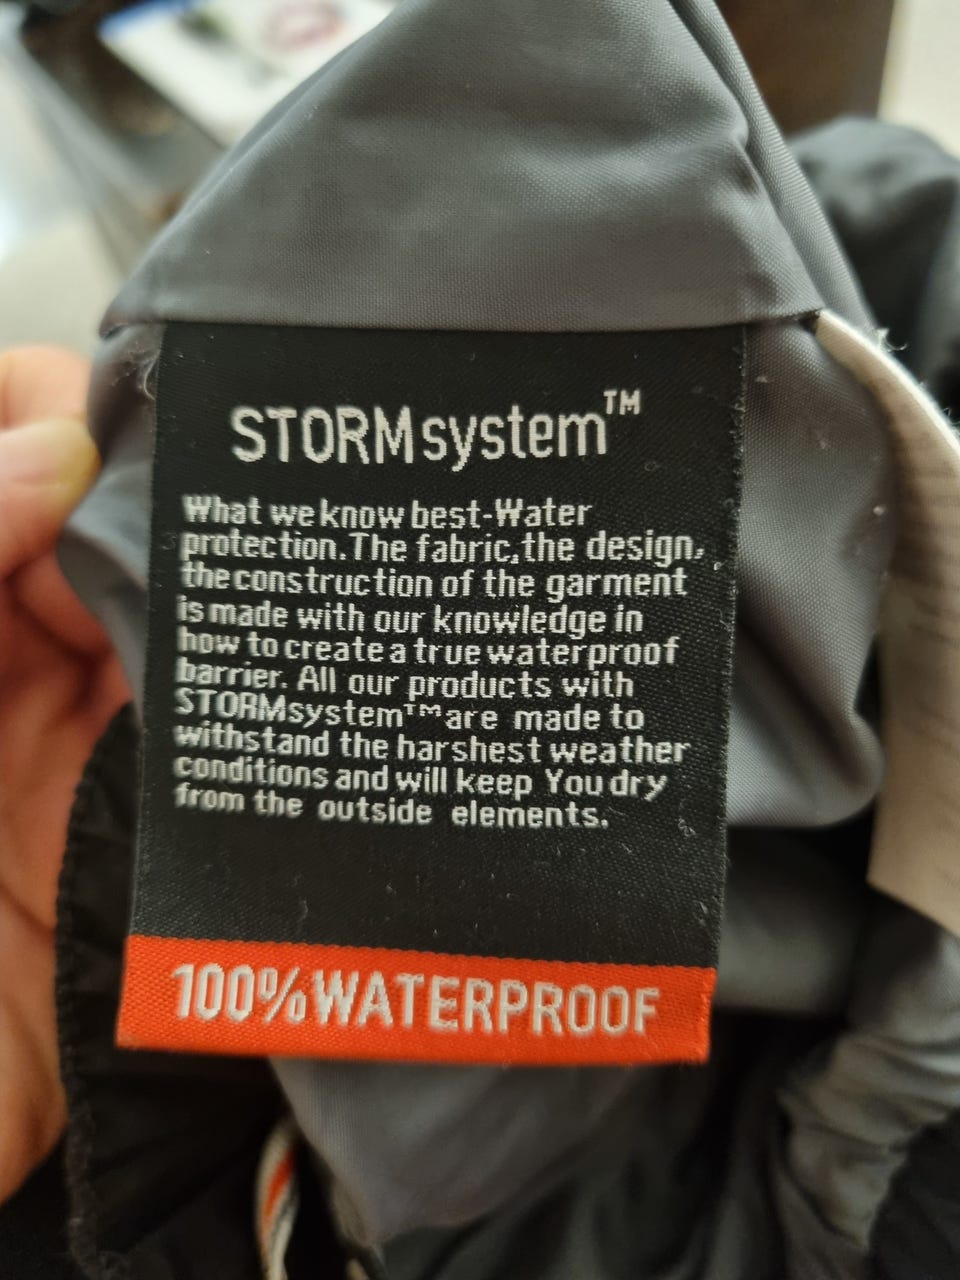 STORMsystem™
What we know best-Water
protection.The fabric,the design,
the construction of the garment
is made with our knowledge in
how to create a true waterproof
barrier. All our products with
STORMsystem™are made to
withstand the harshest weather
conditions and will keep You dry
from the outside elements.
100% WATERPROOF